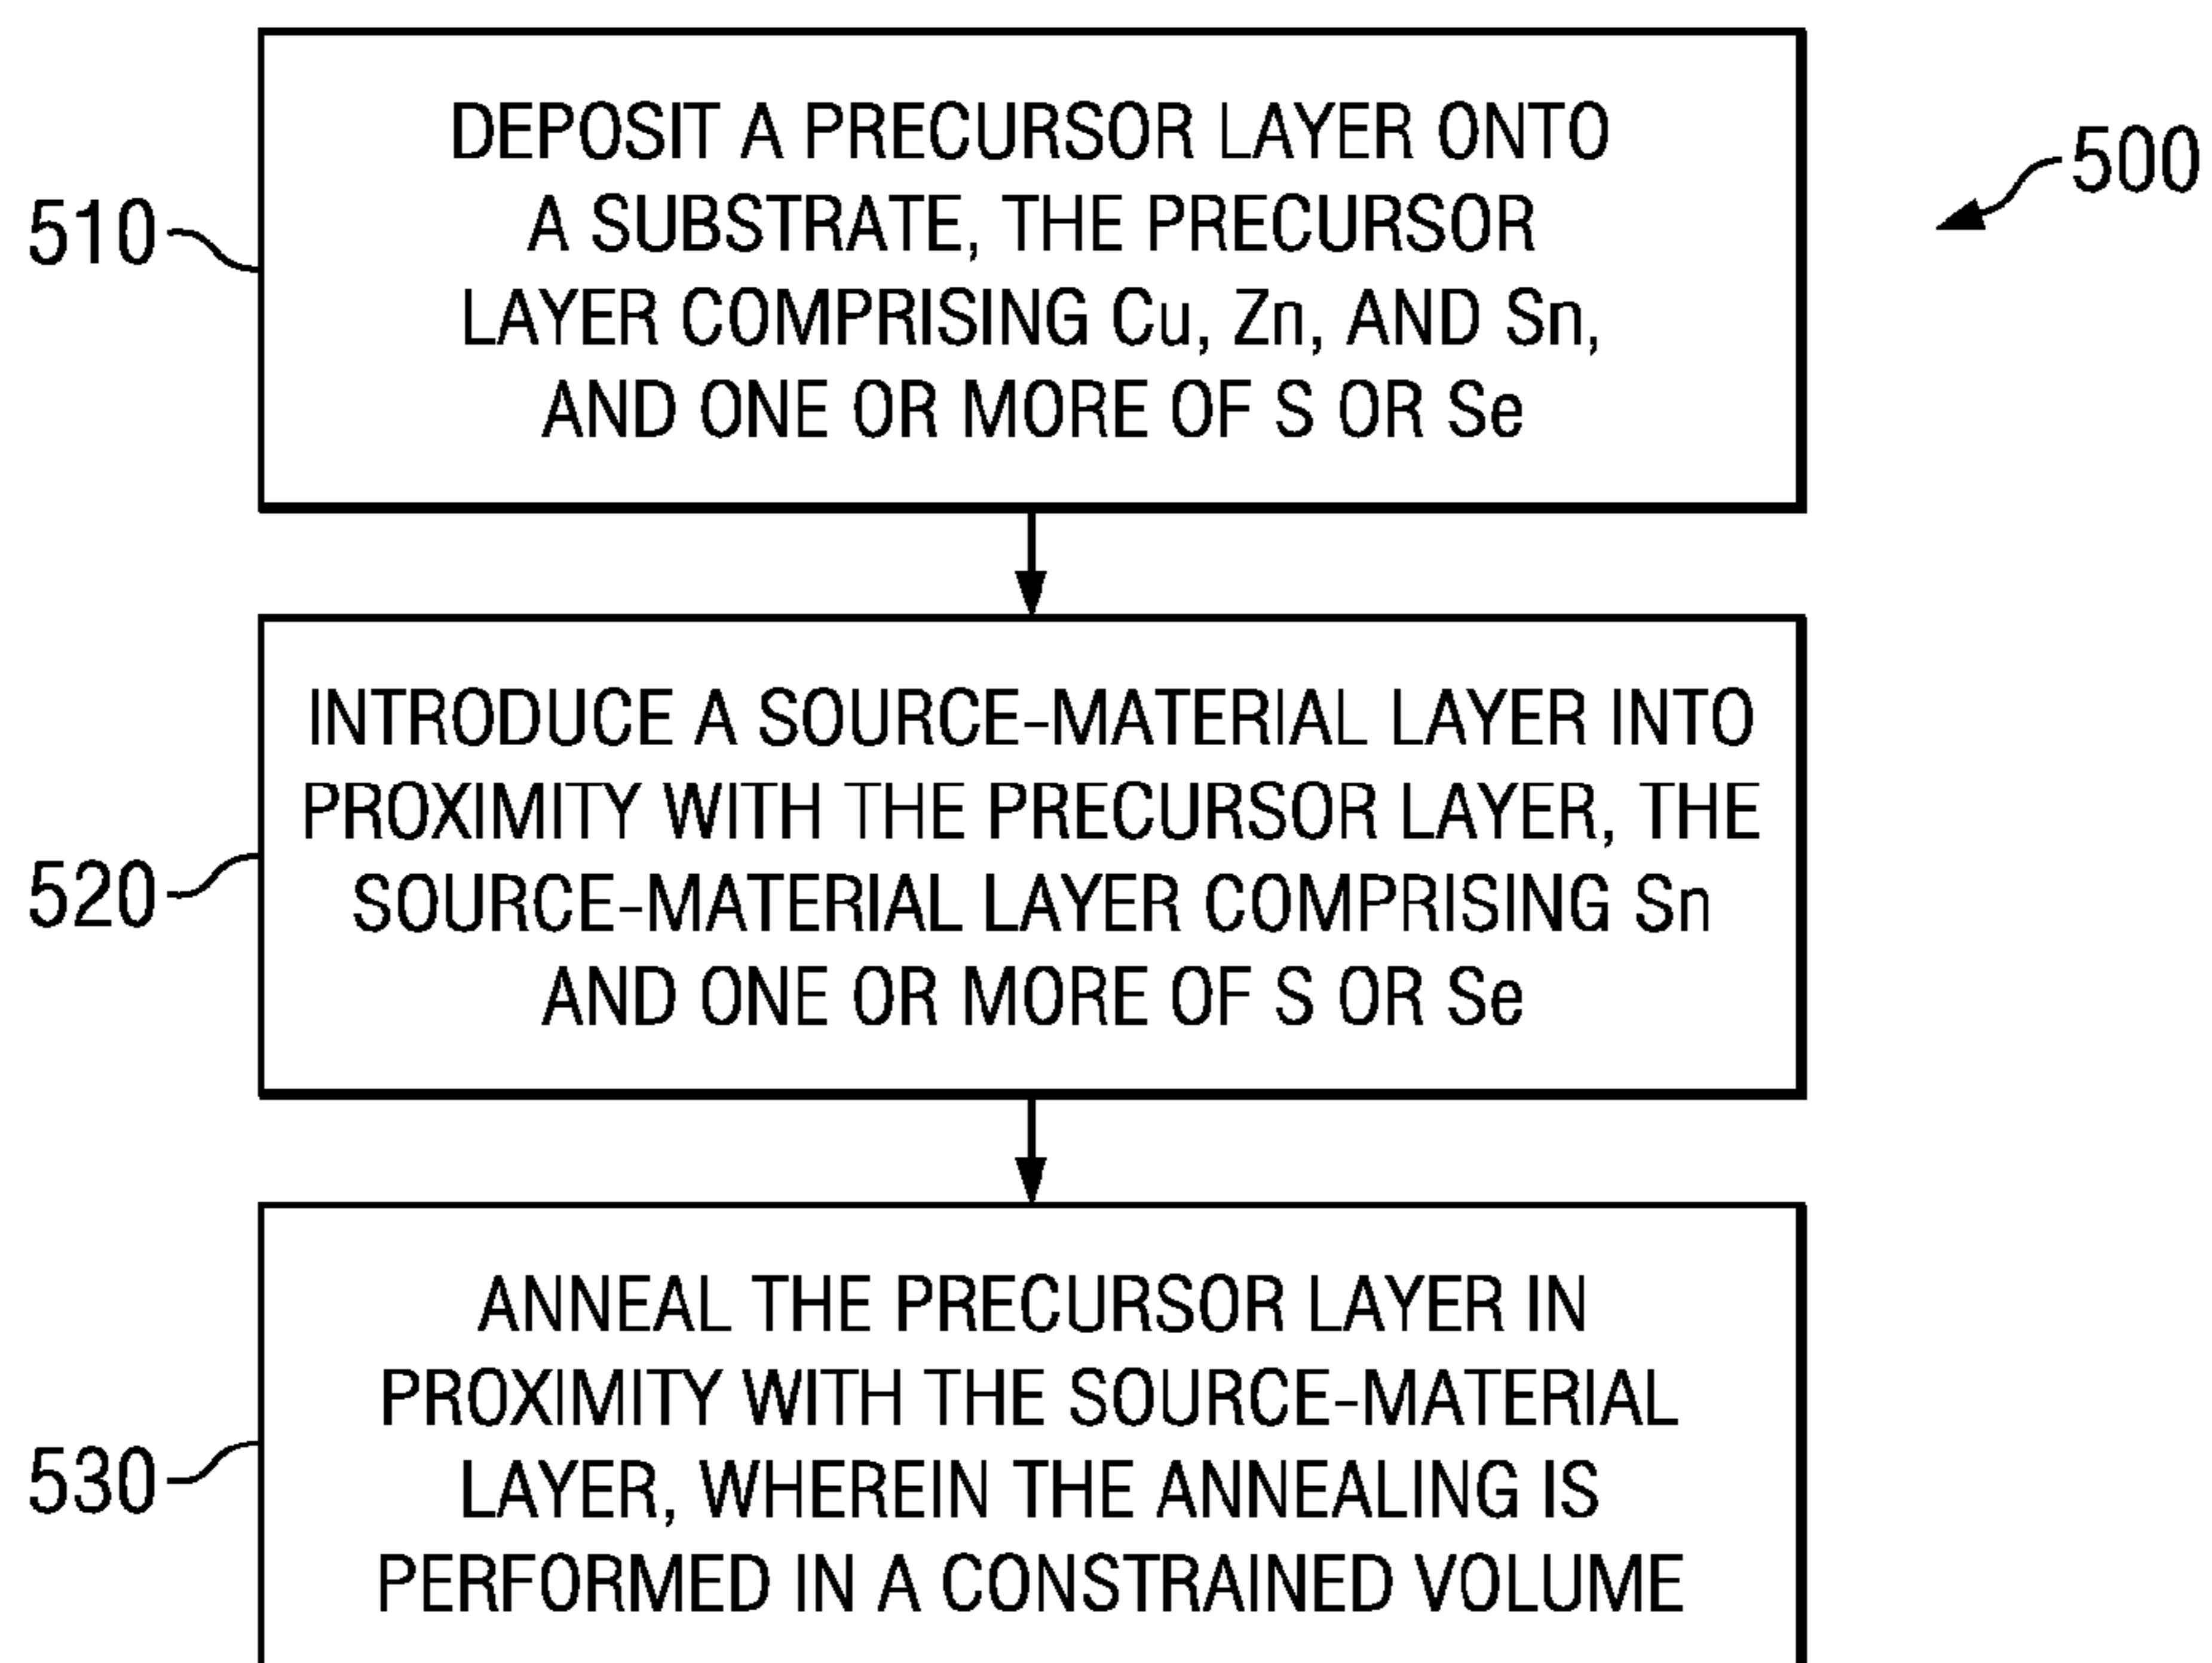 DEPOSIT A PRECURSOR LAYER ONTO
A SUBSTRATE, THE PRECURSOR
LAYER COMPRISING Cu, Zn, AND Sn,
AND ONE OR MORE OF S OR Se
510
500
INTRODUCE A SOURCE-MATERIAL LAYER INTO
PROXIMITY WITH THE PRECURSOR LAYER, THE
SOURCE-MATERIAL LAYER COMPRISING Sn
AND ONE OR MORE OF S OR Se
520
ANNEAL THE PRECURSOR LAYER IN
PROXIMITY WITH THE SOURCE-MATERIAL
LAYER, WHEREIN THE ANNEALING IS
PERFORMED IN A CONSTRAINED VOLUME
530